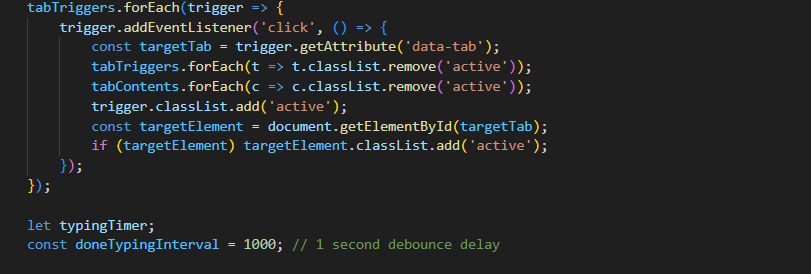 tabTriggers.forEach(trigger => {
    trigger.addEventListener('click', () => {
        const targetTab = trigger.getAttribute('data-tab');
        tabTriggers.forEach(t => t.classList.remove('active'));
        tabContents.forEach(c => c.classList.remove('active'));
        trigger.classList.add('active');
        const targetElement = document.getElementById(targetTab);
        if (targetElement) targetElement.classList.add('active');
    });
});

let typingTimer;
const doneTypingInterval = 1000; // 1 second debounce delay